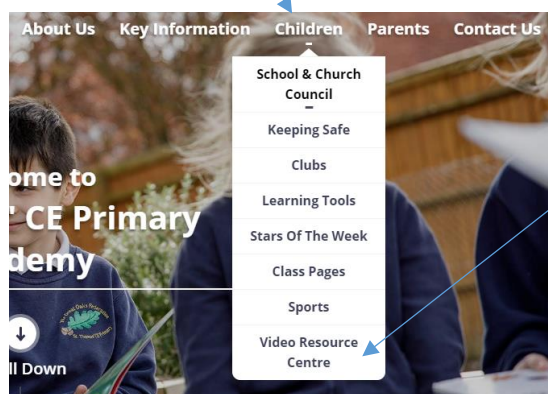 About Us Key Information Children Parents Contact Us
School & Church
Council
Keeping Safe
Clubs
Learning Tools
Stars Of The Week
Class Pages
Sports
Video Resource
Centre
ome to
' CE Primary
demy
ll Down